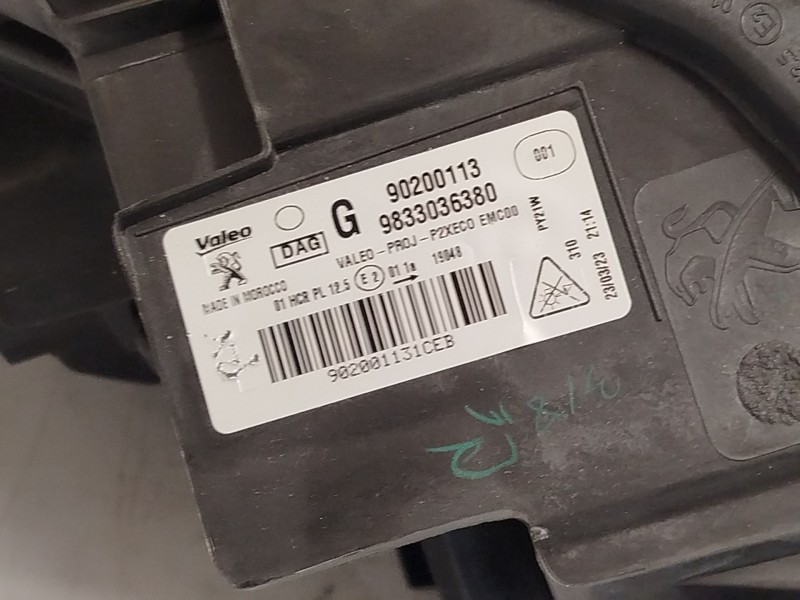 001
90200113
G
9833036380
Valeo
DAG
VALEO - PROJ - P2XECO EMC00
MADE IN MOROCCO
01 HCR PL 12.5 E2 01 1a → 19048
PY21W
310
23/03/23 21:14
902001131CEB
E2